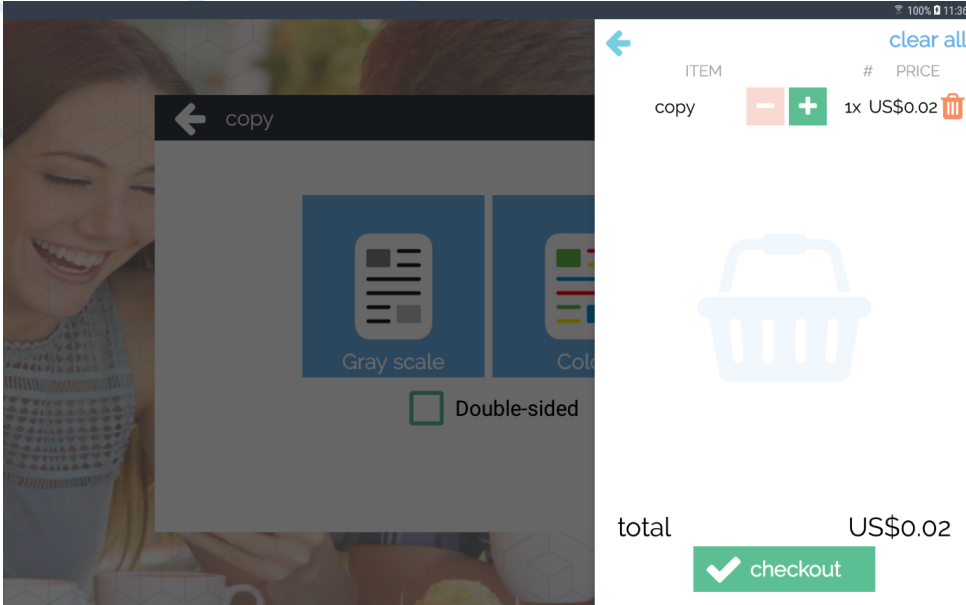 100% 11:36
clear all
ITEM # PRICE
copy 1x US$0.02
copy
Gray scale
Double-sided
total US$0.02
checkout